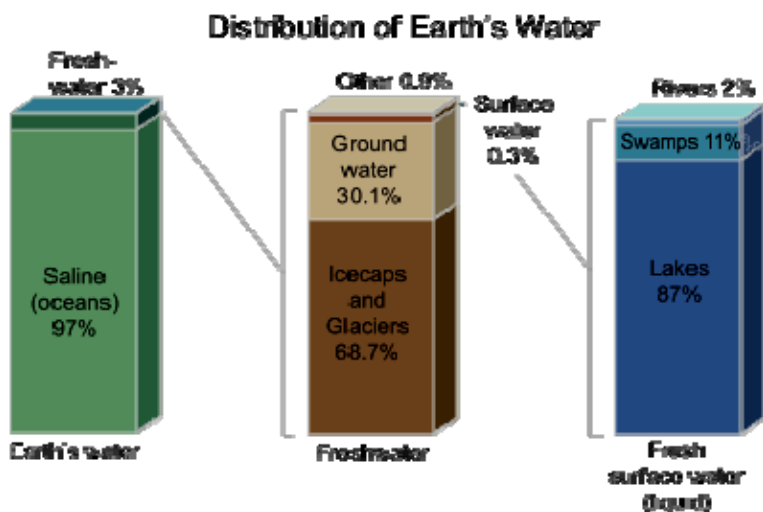 Distribution of Earth's Water
Fresh-
water 3%
Saline
(oceans)
97%
Earth's water
Other 0.9%
Surface
water
0.3%
Ground
water
30.1%
Icecaps
and
Glaciers
68.7%
Freshwater
Rivers 2%
Swamps 11%
Lakes
87%
Fresh
surface water
(liquid)